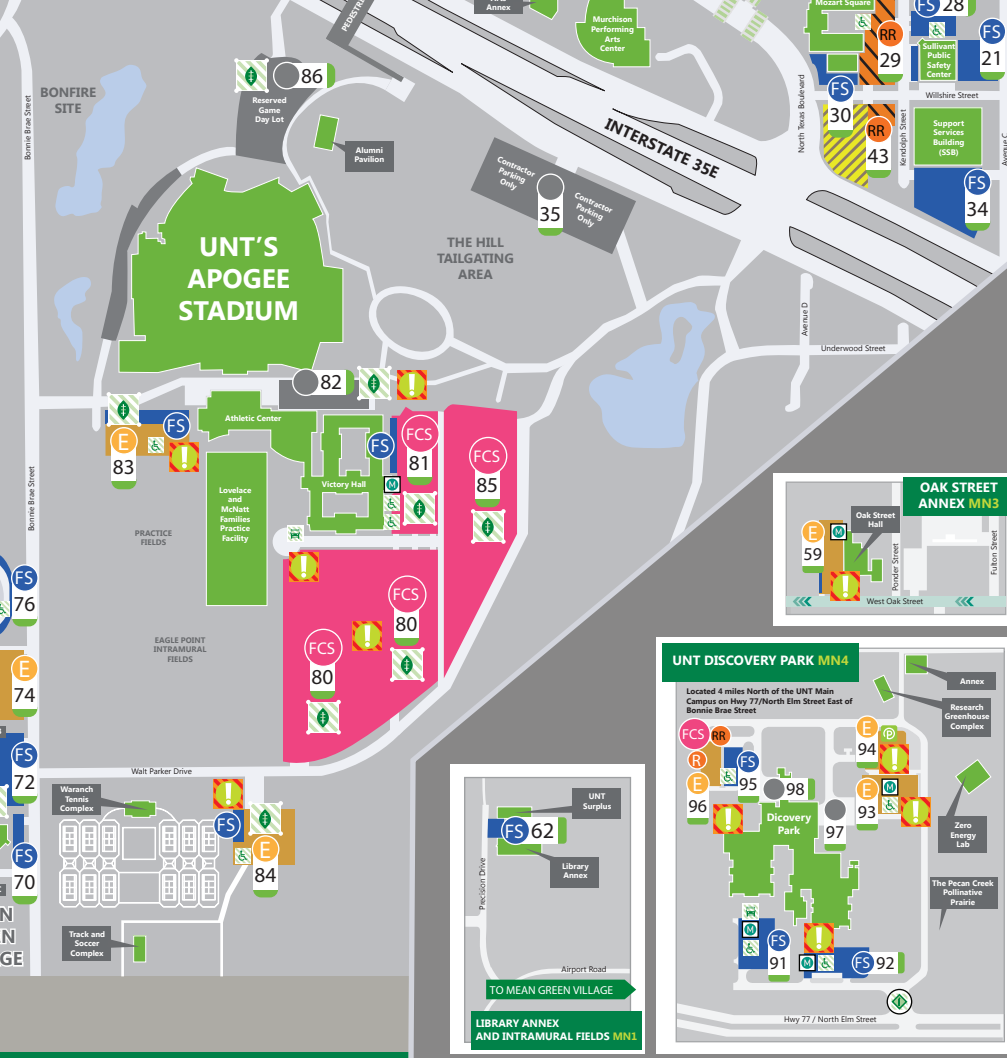 Annex
PEDESTR
Murchison
Performing
Arts
Center
Mozart Square
RR
29
FS
28
FS
21
Sullivant
Public
Safety
Center
Willshire Street
FS
30
RR
43
North Texas Boulevard
Kendolph Street
Support
Services
Building
(SSB)
Avenue C
FS
34
BONFIRE
SITE
Bonnie Brae Street
86
Reserved
Game
Day Lot
Alumni
Pavilion
INTERSTATE 35E
Contractor
Parking
Only
35
Contractor
Parking
Only
THE HILL
TAILGATING
AREA
UNT'S
APOGEE
STADIUM
Avenue D
Underwood Street
82
FS
E
83
Athletic Center
FS
FCS
81
FCS
85
Victory Hall
M
Lovelace
and
McNatt
Families
Practice
Facility
Bonnie Brae Street
PRACTICE
FIELDS
FCS
80
FCS
80
EAGLE POINT
INTRAMURAL
FIELDS
FS
76
E
74
FS
72
FS
70
N
N
GE
Walt Parker Drive
Waranch
Tennis
Complex
FS
E
84
Track and
Soccer
Complex
OAK STREET
ANNEX MN3
Oak Street
Hall
E
59
M
Ponder Street
Fulton Street
West Oak Street
UNT DISCOVERY PARK MN4
Located 4 miles North of the UNT Main
Campus on Hwy 77/North Elm Street East of
Bonnie Brae Street
Annex
Research
Greenhouse
Complex
FCS
RR
R
E
96
FS
95
98
97
E
94
P
E
93
M
Dicovery
Park
Zero
Energy
Lab
The Pecan Creek
Pollinative
Prairie
M
FS
91
M
FS
92
Hwy 77 / North Elm Street
UNT
Surplus
FS
62
Library
Annex
Precision Drive
Airport Road
TO MEAN GREEN VILLAGE
LIBRARY ANNEX
AND INTRAMURAL FIELDS MN1